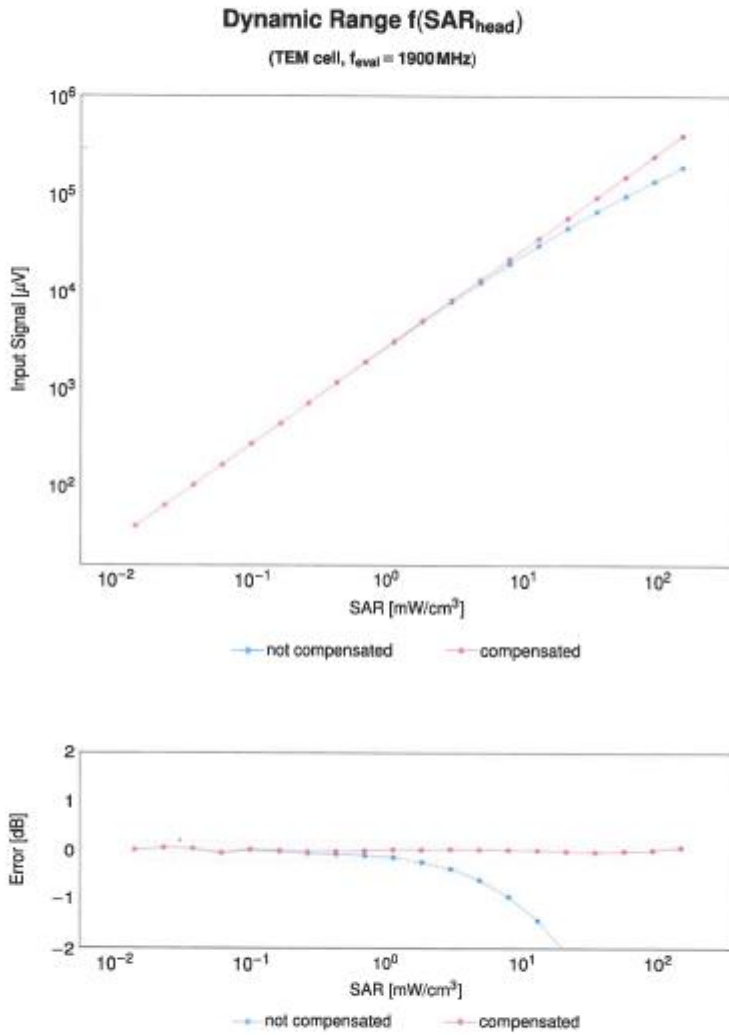 Dynamic Range f(SAR_head)
(TEM cell, f_eval = 1900 MHz)
10⁶
10⁵
10⁴
10³
10²
Input Signal [µV]
10⁻² 10⁻¹ 10⁰ 10¹ 10²
SAR [mW/cm³]
not compensated compensated
2
1
0
−1
−2
Error [dB]
10⁻² 10⁻¹ 10⁰ 10¹ 10²
SAR [mW/cm³]
not compensated compensated